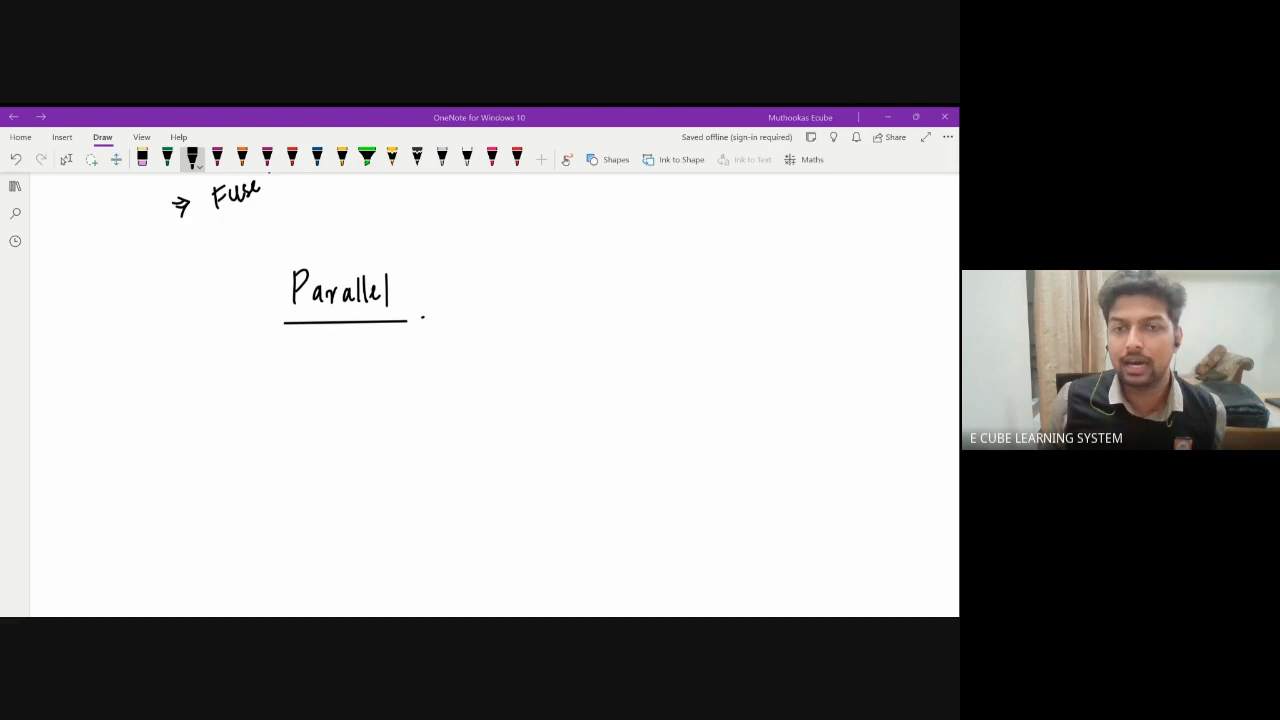 OneNote for Windows 10
Muthookas Ecube
Home Insert Draw View Help
Saved offline (sign-in required) Share
Shapes Ink to Shape Ink to Text Maths
⇒ Fuse
Parallel
E CUBE LEARNING SYSTEM